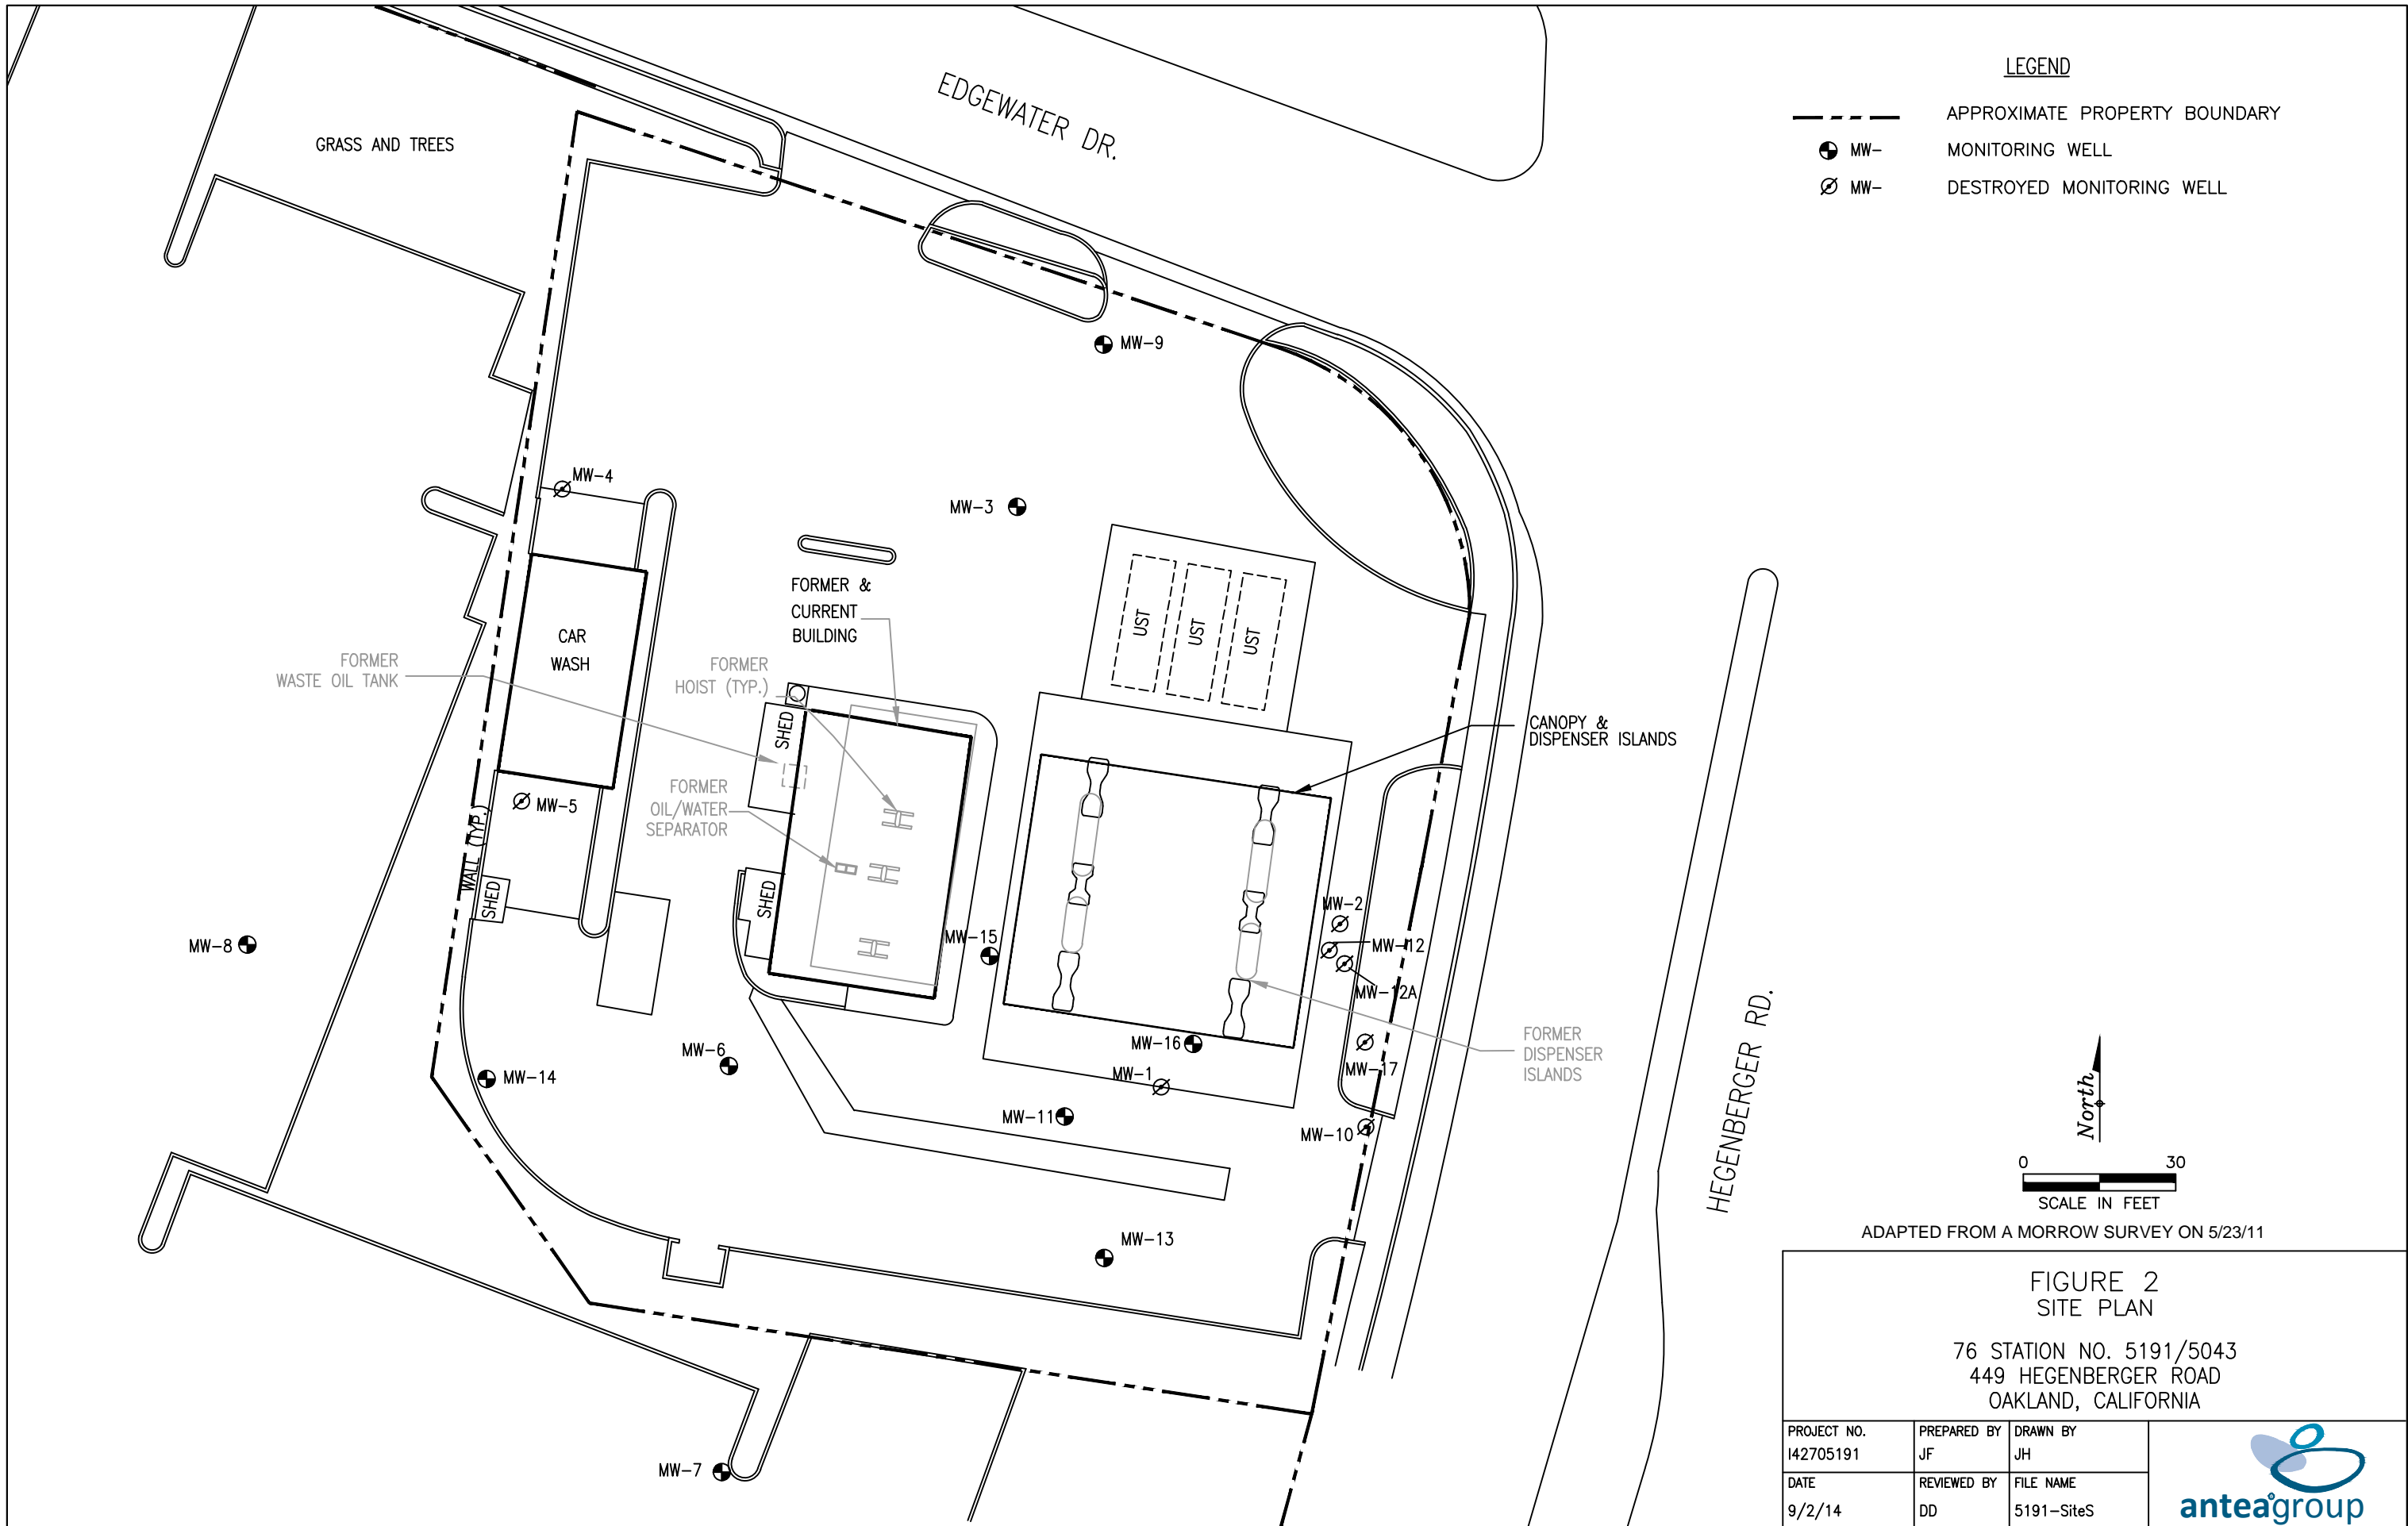 EDGEWATER DR.
GRASS AND TREES
LEGEND
APPROXIMATE PROPERTY BOUNDARY
MW-
MONITORING WELL
MW-
DESTROYED MONITORING WELL
MW-9
MW-4
MW-3
FORMER &
CURRENT
BUILDING
UST
UST
UST
CAR
WASH
FORMER
WASTE OIL TANK
FORMER
HOIST (TYP.)
SHED
CANOPY &
DISPENSER ISLANDS
FORMER
OIL/WATER
SEPARATOR
MW-5
WALL (TYP.)
SHED
SHED
MW-8
MW-15
MW-2
MW-12
MW-12A
MW-6
MW-14
MW-16
MW-1
MW-17
MW-11
MW-10
FORMER
DISPENSER
ISLANDS
HEGENBERGER RD.
MW-13
MW-7
North
0 30
SCALE IN FEET
ADAPTED FROM A MORROW SURVEY ON 5/23/11
FIGURE 2
SITE PLAN
76 STATION NO. 5191/5043
449 HEGENBERGER ROAD
OAKLAND, CALIFORNIA
PROJECT NO.
I42705191
PREPARED BY
JF
DRAWN BY
JH
DATE
9/2/14
REVIEWED BY
DD
FILE NAME
5191-SiteS
anteagroup